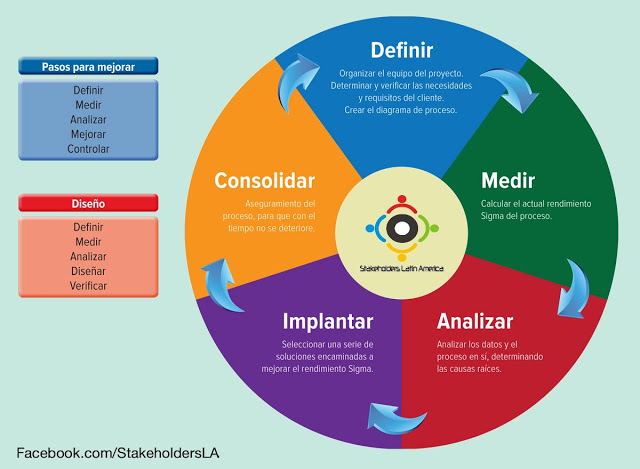 Pasos para mejorar
Definir
Medir
Analizar
Mejorar
Controlar
Diseño
Definir
Medir
Analizar
Diseñar
Verificar
Definir
Organizar el equipo del proyecto.
Determinar y verificar las necesidades
y requisitos del cliente.
Crear el diagrama de proceso.
Medir
Calcular el actual rendimiento
Sigma del proceso.
Analizar
Analizar los datos y el
proceso en sí, determinando
las causas raíces.
Implantar
Seleccionar una serie de
soluciones encaminadas a
mejorar el rendimiento Sigma.
Consolidar
Aseguramiento del
proceso, para que con el
tiempo no se deteriore.
Stakeholders Latin America
Facebook.com/StakeholdersLA